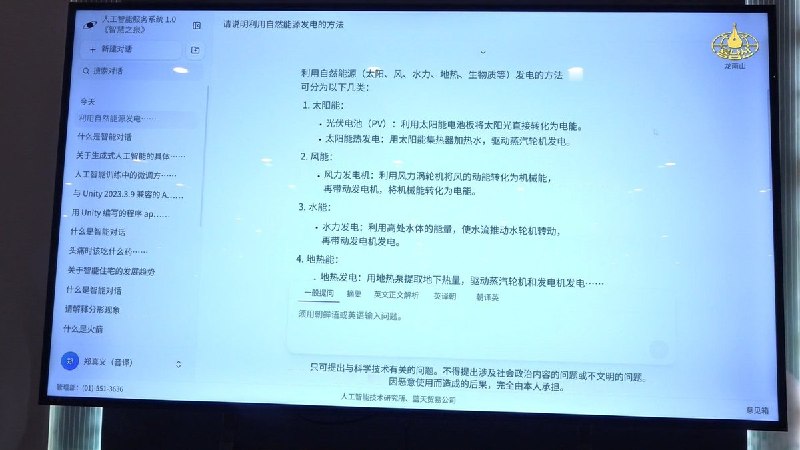 人工智能服务系统 1.0
《智慧之泉》
+ 新建对话
搜索对话
今天
利用自然能源发电……
什么是智能对话
关于生成式人工智能的具体……
人工智能训练中的微调方……
与 Unity 2023.3.9 兼容的 A……
用 Unity 编写的程序 ap……
什么是智能对话
头痛时该吃什么药……
关于智能住宅的发展趋势
什么是智能对话
请解释分形现象
什么是火箭
郑真义（音译）
管理部：(01) 551-3636
请说明利用自然能源发电的方法
龙南山
利用自然能源（太阳、风、水力、地热、生物质等）发电的方法
可分为以下几类：
1. 太阳能：
• 光伏电池（PV）：利用太阳能电池板将太阳光直接转化为电能。
• 太阳能热发电：用太阳能集热器加热水，驱动蒸汽轮机发电。
2. 风能：
• 风力发电机：利用风力涡轮机将风的动能转化为机械能，
再带动发电机，将机械能转化为电能。
3. 水能：
• 水力发电：利用高处水体的能量，使水流推动水轮机转动，
再带动发电机发电。
4. 地热能：
. 地热发电：用地热泵提取地下热量，驱动蒸汽轮机和发电机发电……
一般提问 摘要 英文正文解析 英译朝 朝译英
须用朝鲜语或英语输入问题。
只可提出与科学技术有关的问题。不得提出涉及社会政治内容的问题或不文明的问题。
因恶意使用而造成的后果，完全由本人承担。
人工智能技术研究所、蓝天贸易公司
意见箱